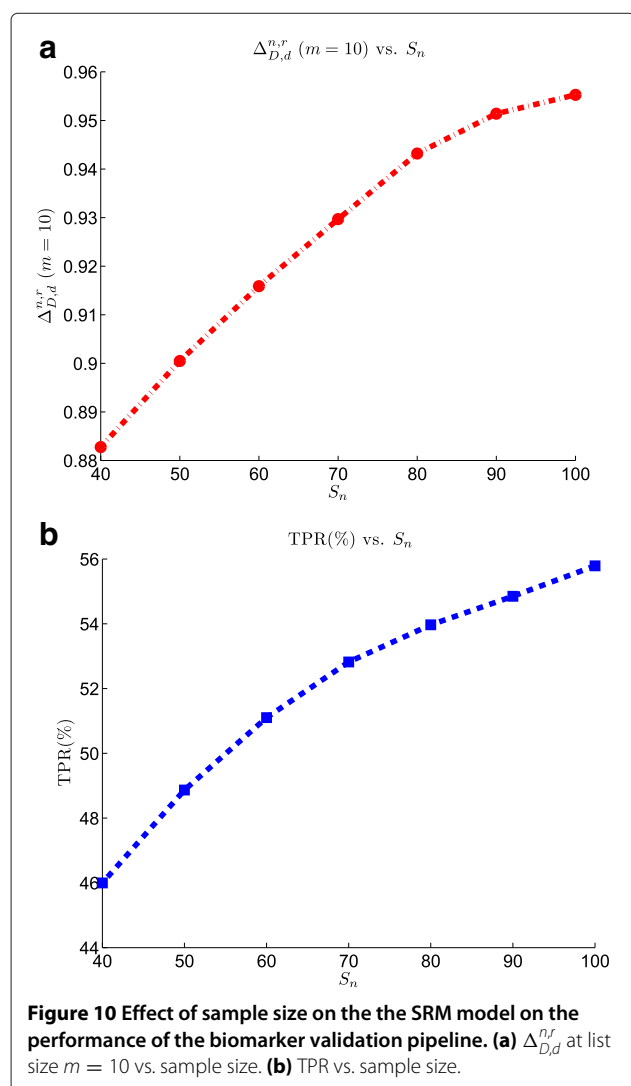 a
$\Delta_{D,d}^{n,r}$ $(m = 10)$ vs. $S_n$
0.96
0.95
0.94
0.93
0.92
0.91
0.9
0.89
0.88
$\Delta_{D,d}^{n,r}$ $(m = 10)$
40 50 60 70 80 90 100
$S_n$
b
TPR(%) vs. $S_n$
56
54
52
50
48
46
44
TPR(%)
40 50 60 70 80 90 100
$S_n$
Figure 10 Effect of sample size on the the SRM model on the
performance of the biomarker validation pipeline. (a) $\Delta_{D,d}^{n,r}$ at list
size $m = 10$ vs. sample size. (b) TPR vs. sample size.